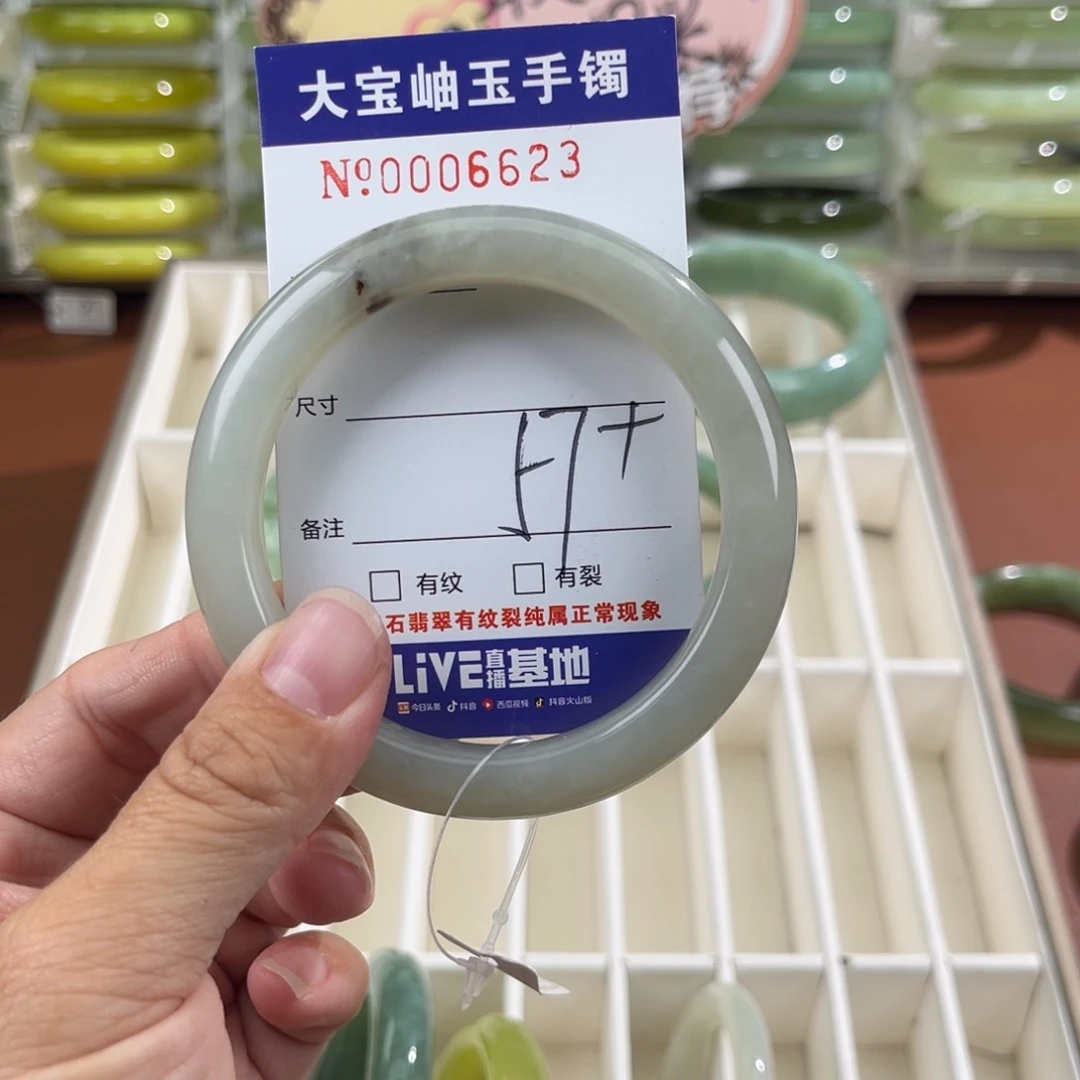 大宝岫玉手镯
Nº0006623
尺寸
57+
备注
有纹 有裂
石翡翠有纹裂纯属正常现象
LiVE直播基地
今日头条 抖音 西瓜视频 抖音火山版